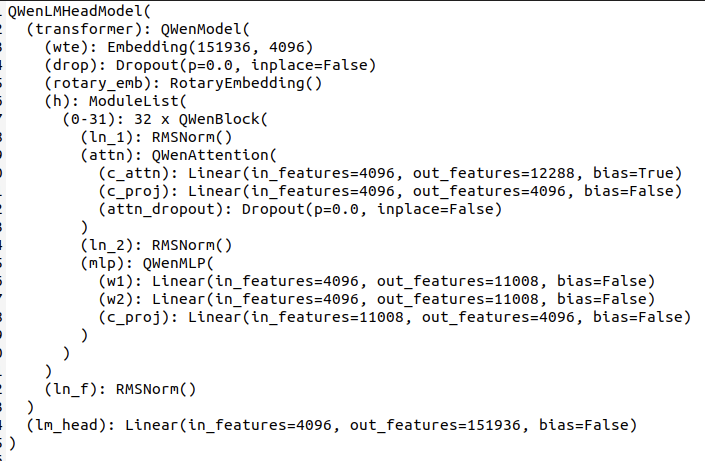 QWenLMHeadModel(
  (transformer): QWenModel(
    (wte): Embedding(151936, 4096)
    (drop): Dropout(p=0.0, inplace=False)
    (rotary_emb): RotaryEmbedding()
    (h): ModuleList(
      (0-31): 32 x QWenBlock(
        (ln_1): RMSNorm()
        (attn): QWenAttention(
          (c_attn): Linear(in_features=4096, out_features=12288, bias=True)
          (c_proj): Linear(in_features=4096, out_features=4096, bias=False)
          (attn_dropout): Dropout(p=0.0, inplace=False)
        )
        (ln_2): RMSNorm()
        (mlp): QWenMLP(
          (w1): Linear(in_features=4096, out_features=11008, bias=False)
          (w2): Linear(in_features=4096, out_features=11008, bias=False)
          (c_proj): Linear(in_features=11008, out_features=4096, bias=False)
        )
      )
    )
    (ln_f): RMSNorm()
  )
  (lm_head): Linear(in_features=4096, out_features=151936, bias=False)
)